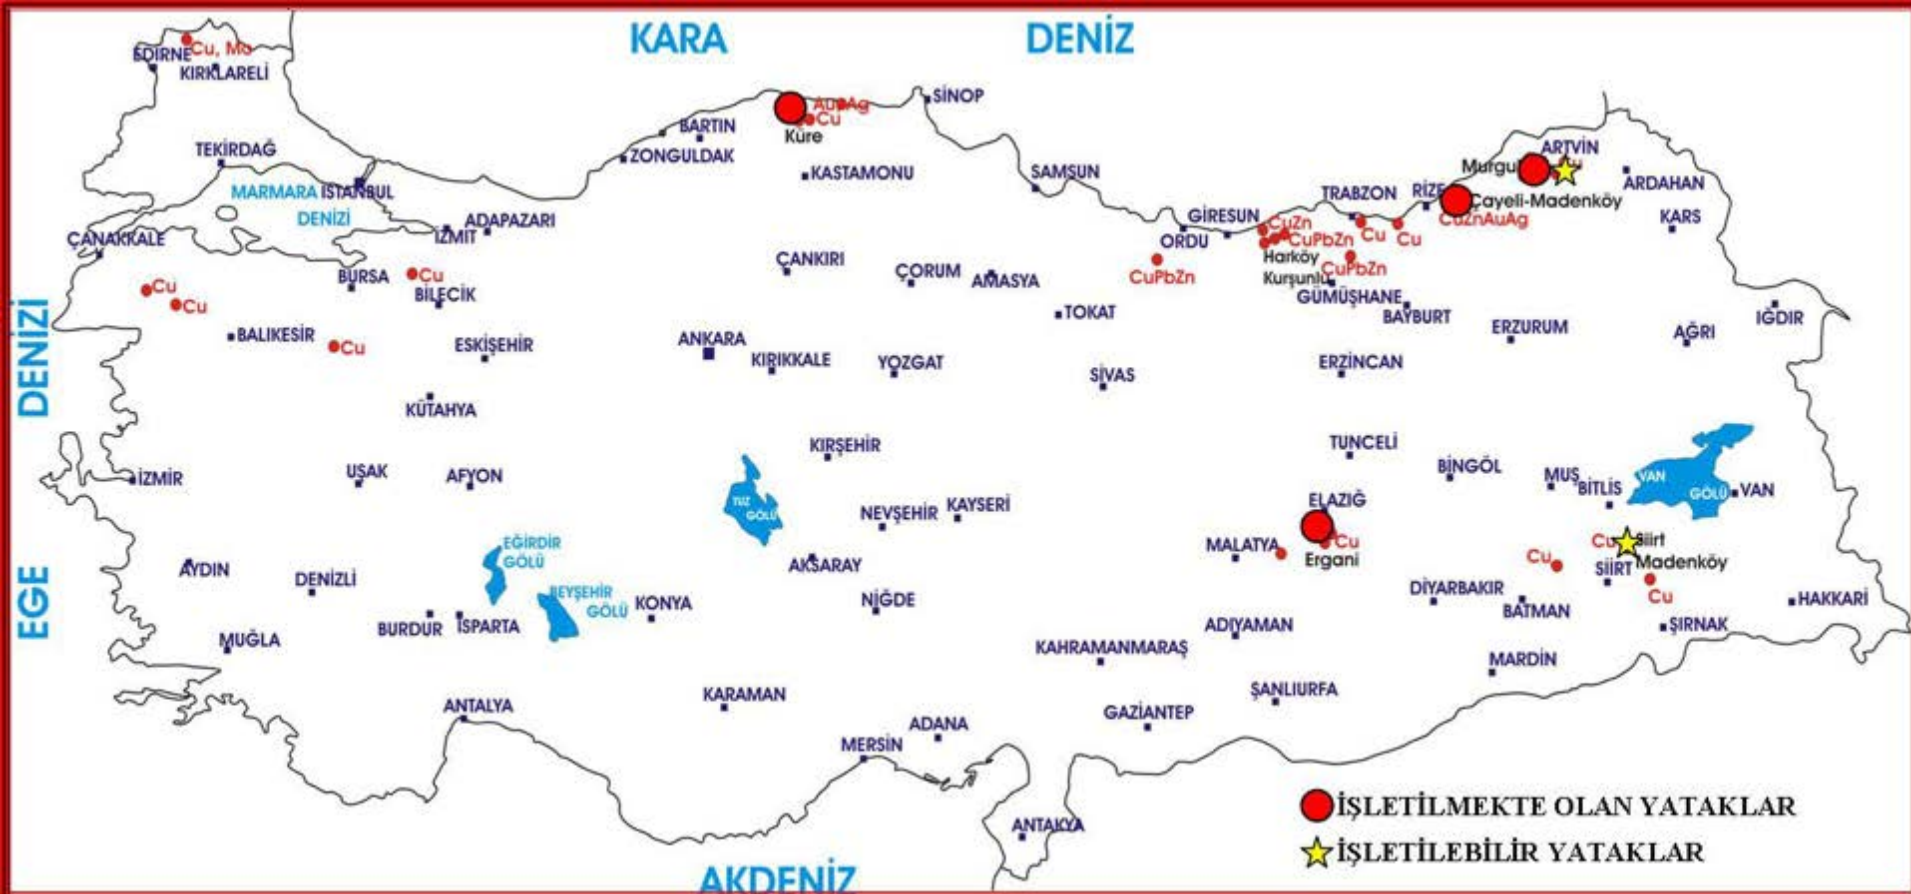 KARA DENİZ
EDİRNE
Cu, Mo
KIRKLARELİ
TEKİRDAĞ
MARMARA
DENİZİ
İSTANBUL
ÇANAKKALE
İZMİT
ADAPAZARI
BARTIN
ZONGULDAK
Cu
Küre
KASTAMONU
SİNOP
SAMSUN
GİRESUN
ORDU
TRABZON
RİZE
ARTVİN
Murgul
Çayeli-Madenköy
CuZnAuAg
ARDAHAN
KARS
CuZn
CuPbZn
Harköy
Kurşunlu
Cu
Cu
CuPbZn
CuPbZn
GÜMÜŞHANE
BAYBURT
ERZURUM
AĞRI
IĞDIR
Cu
Cu
BURSA
Cu
BİLECİK
BALIKESİR
Cu
ESKİŞEHİR
KÜTAHYA
ÇANKIRI
ÇORUM
AMASYA
TOKAT
ANKARA
KIRIKKALE
YOZGAT
SİVAS
ERZİNCAN
EGE DENİZİ
İZMİR
UŞAK
AFYON
KIRŞEHİR
TUZ
GÖLÜ
NEVŞEHİR
KAYSERİ
TUNCELİ
BİNGÖL
MUŞ
BİTLİS
VAN
GÖLÜ
VAN
ELAZIĞ
Cu
Ergani
MALATYA
AYDIN
DENİZLİ
EĞİRDİR
GÖLÜ
BEYŞEHİR
GÖLÜ
BURDUR
ISPARTA
KONYA
AKSARAY
NİĞDE
MUĞLA
ANTALYA
KARAMAN
MERSİN
ADANA
KAHRAMANMARAŞ
ADIYAMAN
GAZİANTEP
ŞANLIURFA
DİYARBAKIR
Cu
BATMAN
Cu
Siirt
Madenköy
SİİRT
Cu
ŞIRNAK
HAKKARİ
MARDİN
ANTAKYA
AKDENİZ
İŞLETİLMEKTE OLAN YATAKLAR
İŞLETİLEBİLİR YATAKLAR